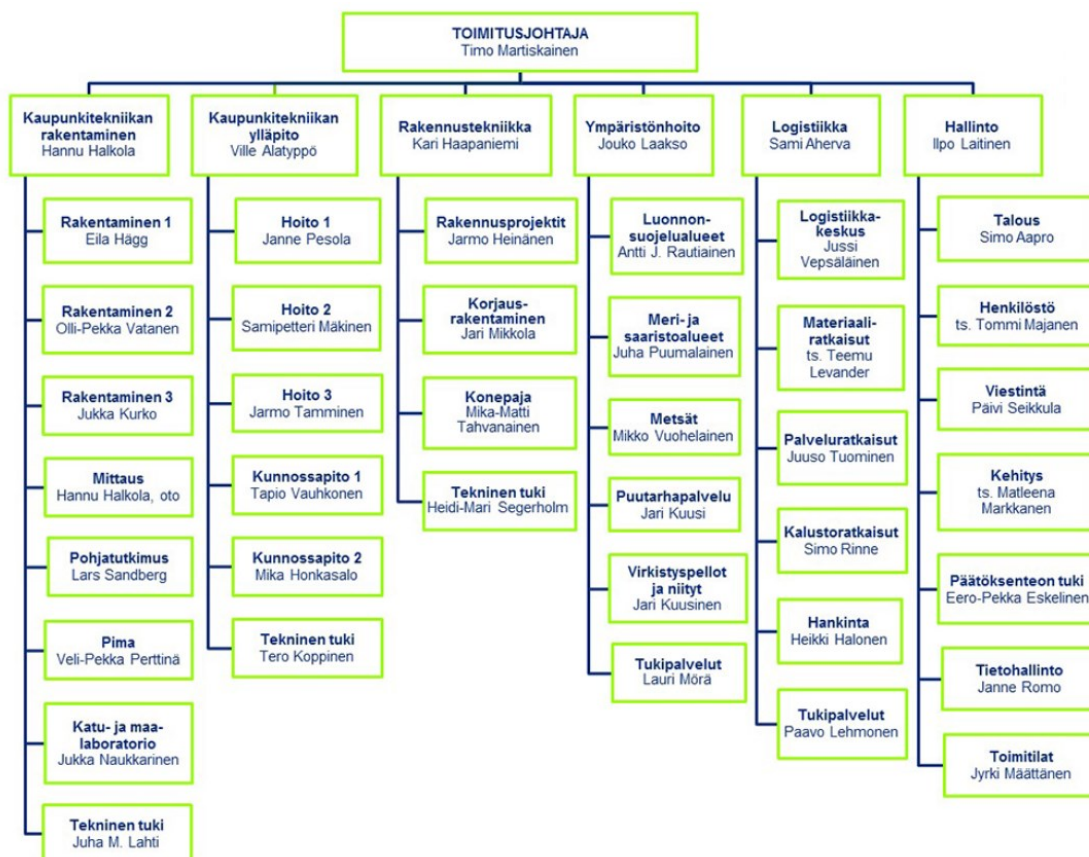 TOIMITUSJOHTAJA
Timo Martiskainen
Kaupunkitekniikan
rakentaminen
Hannu Halkola
Rakentaminen 1
Eila Hägg
Rakentaminen 2
Olli-Pekka Vatanen
Rakentaminen 3
Jukka Kurko
Mittaus
Hannu Halkola, oto
Pohjatutkimus
Lars Sandberg
Pima
Veli-Pekka Perttinä
Katu- ja maa-
laboratorio
Jukka Naukkarinen
Tekninen tuki
Juha M. Lahti
Kaupunkitekniikan
ylläpito
Ville Alatyppö
Hoito 1
Janne Pesola
Hoito 2
Samipetteri Mäkinen
Hoito 3
Jarmo Tamminen
Kunnossapito 1
Tapio Vauhkonen
Kunnossapito 2
Mika Honkasalo
Tekninen tuki
Tero Koppinen
Rakennustekniikka
Kari Haapaniemi
Rakennusprojektit
Jarmo Heinänen
Korjaus-
rakentaminen
Jari Mikkola
Konepaja
Mika-Matti
Tahvanainen
Tekninen tuki
Heidi-Mari Segerholm
Ympäristönhoito
Jouko Laakso
Luonnon-
suojelualueet
Antti J. Rautiainen
Meri- ja
saaristoalueet
Juha Puumalainen
Metsät
Mikko Vuohelainen
Puutarhapalvelu
Jari Kuusi
Virkistyspellot
ja niityt
Jari Kuusinen
Tukipalvelut
Lauri Mörä
Logistiikka
Sami Aherva
Logistiikka-
keskus
Jussi
Vepsäläinen
Materiaali-
ratkaisut
ts. Teemu
Levander
Palveluratkaisut
Juuso Tuominen
Kalustoratkaisut
Simo Rinne
Hankinta
Heikki Halonen
Tukipalvelut
Paavo Lehmonen
Hallinto
Ilpo Laitinen
Talous
Simo Aapro
Henkilöstö
ts. Tommi Majanen
Viestintä
Päivi Seikkula
Kehitys
ts. Matleena
Markkanen
Päätöksenteon tuki
Eero-Pekka Eskelinen
Tietohallinto
Janne Romo
Toimitilat
Jyrki Määttänen